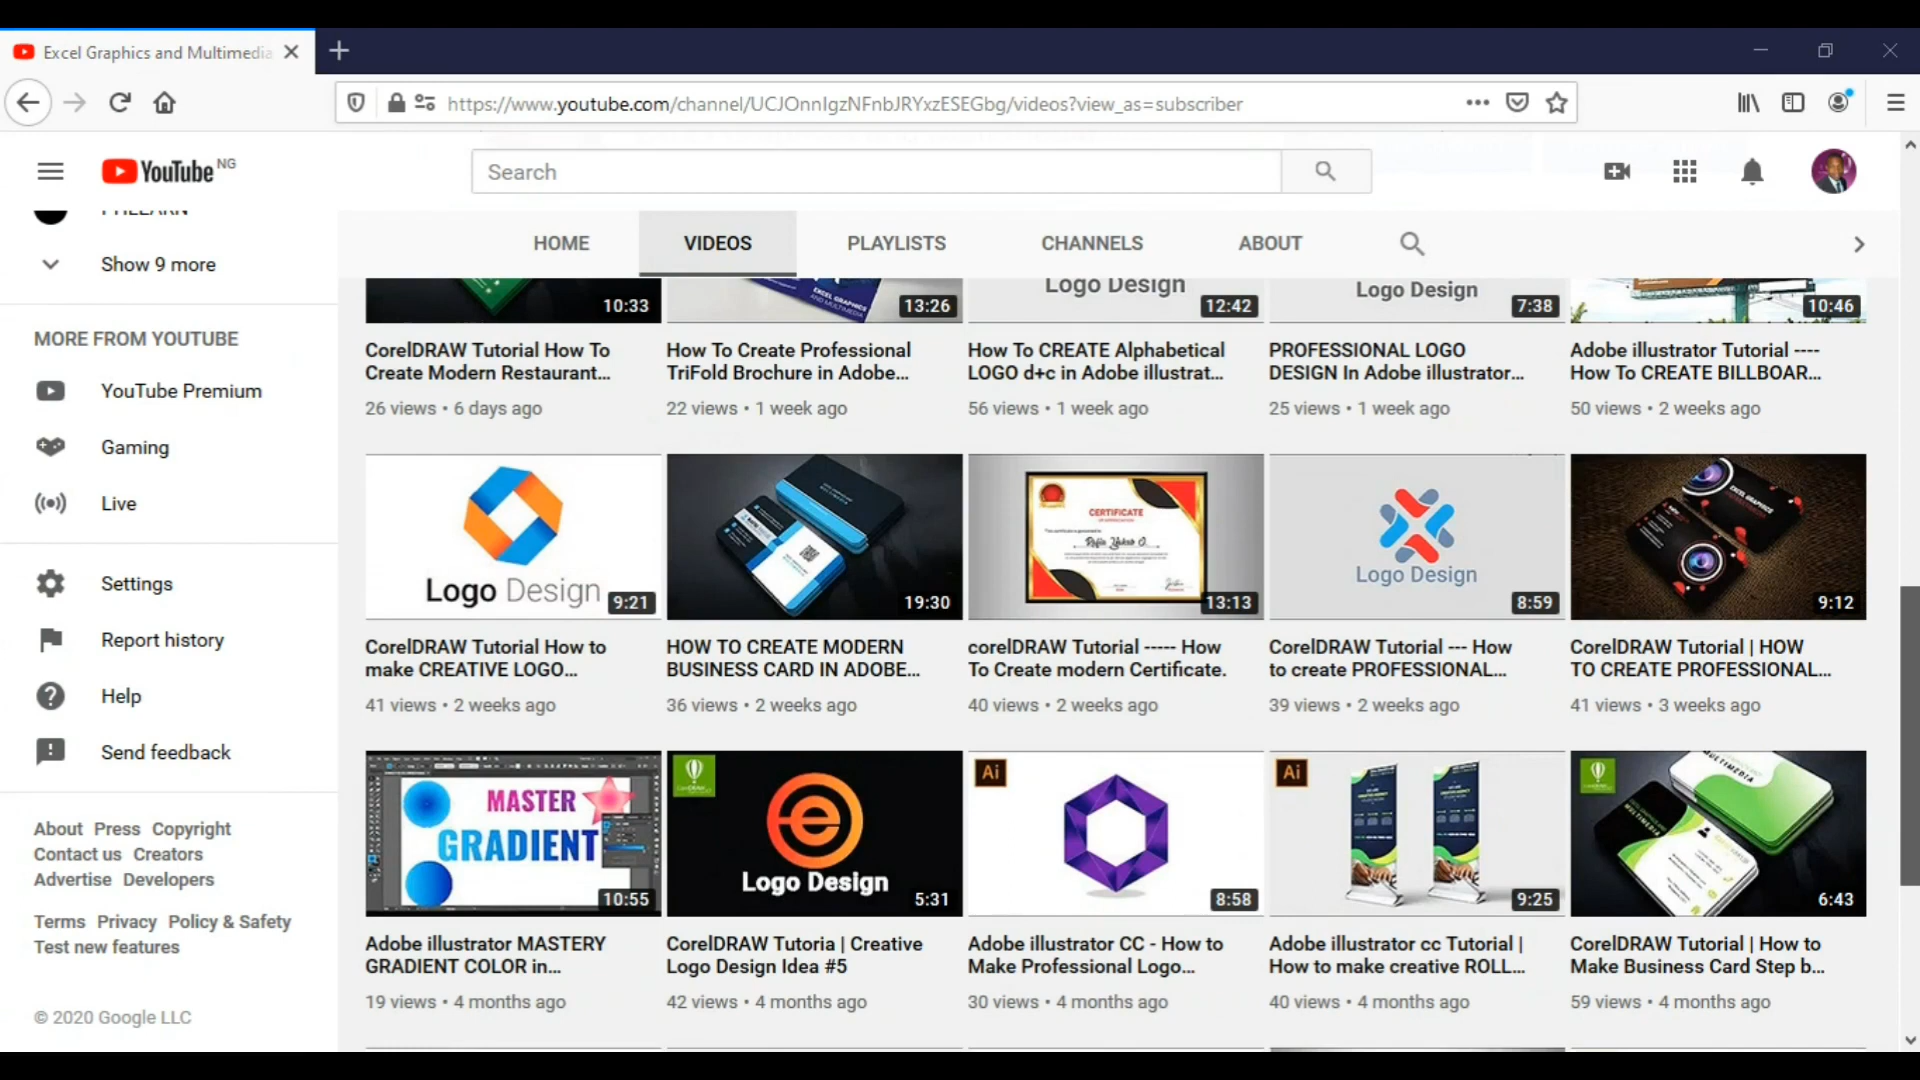 Excel Graphics and Multimedia
https://www.youtube.com/channel/UCJOnnIgzNFnbJRYxzESEGbg/videos?view_as=subscriber
YouTube NG
Search
HOME VIDEOS PLAYLISTS CHANNELS ABOUT
Show 9 more
MORE FROM YOUTUBE
YouTube Premium
Gaming
Live
Settings
Report history
Help
Send feedback
About Press Copyright
Contact us Creators
Advertise Developers
Terms Privacy Policy & Safety
Test new features
© 2020 Google LLC
10:33
CorelDRAW Tutorial How To
Create Modern Restaurant...
26 views • 6 days ago
EXCEL GRAPHICS
AND MULTIMEDIA
13:26
How To Create Professional
TriFold Brochure in Adobe...
22 views • 1 week ago
Logo Design
12:42
How To CREATE Alphabetical
LOGO d+c in Adobe illustrat...
56 views • 1 week ago
Logo Design
7:38
PROFESSIONAL LOGO
DESIGN In Adobe illustrator...
25 views • 1 week ago
10:46
Adobe illustrator Tutorial ----
How To CREATE BILLBOAR...
50 views • 2 weeks ago
Logo Design
9:21
CorelDRAW Tutorial How to
make CREATIVE LOGO...
41 views • 2 weeks ago
19:30
HOW TO CREATE MODERN
BUSINESS CARD IN ADOBE...
36 views • 2 weeks ago
CERTIFICATE
13:13
corelDRAW Tutorial ----- How
To Create modern Certificate.
40 views • 2 weeks ago
Logo Design
8:59
CorelDRAW Tutorial --- How
to create PROFESSIONAL...
39 views • 2 weeks ago
EXCEL GRAPHICS
9:12
CorelDRAW Tutorial | HOW
TO CREATE PROFESSIONAL...
41 views • 3 weeks ago
MASTER
GRADIENT
10:55
Adobe illustrator MASTERY
GRADIENT COLOR in...
19 views • 4 months ago
e
Logo Design
5:31
CorelDRAW Tutoria | Creative
Logo Design Idea #5
42 views • 4 months ago
Ai
8:58
Adobe illustrator CC - How to
Make Professional Logo...
30 views • 4 months ago
Ai
9:25
Adobe illustrator cc Tutorial |
How to make creative ROLL...
40 views • 4 months ago
MULTIMEDIA
6:43
CorelDRAW Tutorial | How to
Make Business Card Step b...
59 views • 4 months ago